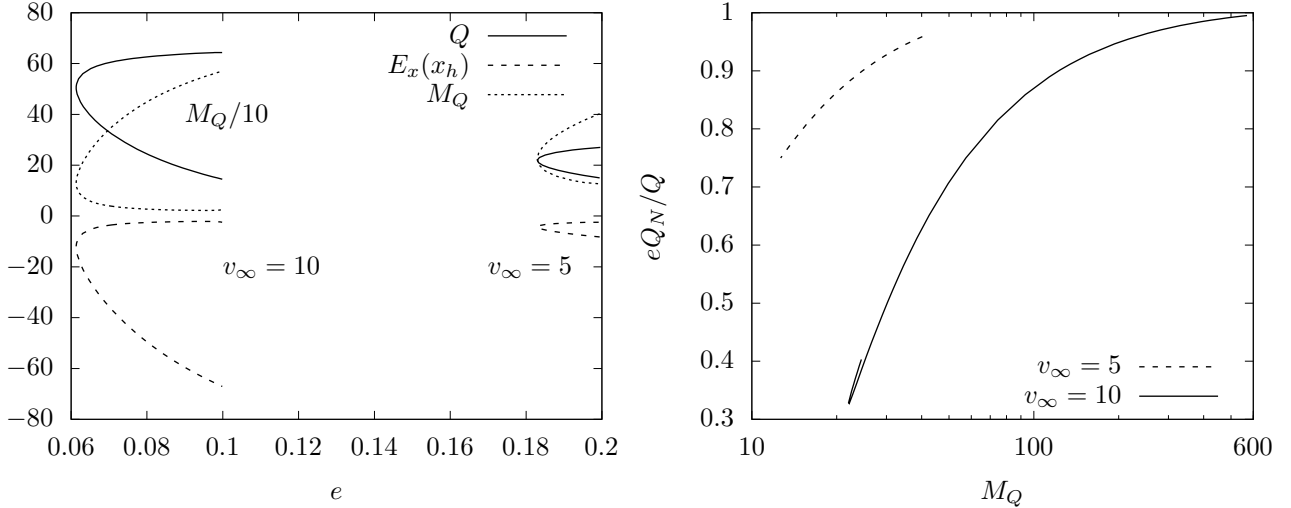 80
60
40
20
0
−20
−40
−60
−80
0.06 0.08 0.1 0.12 0.14 0.16 0.18 0.2
e
Q
E_x(x_h)
M_Q
M_Q/10
v_∞ = 10
v_∞ = 5
1
0.9
0.8
0.7
0.6
0.5
0.4
0.3
eQ_N/Q
10 100 600
M_Q
v_∞ = 5
v_∞ = 10